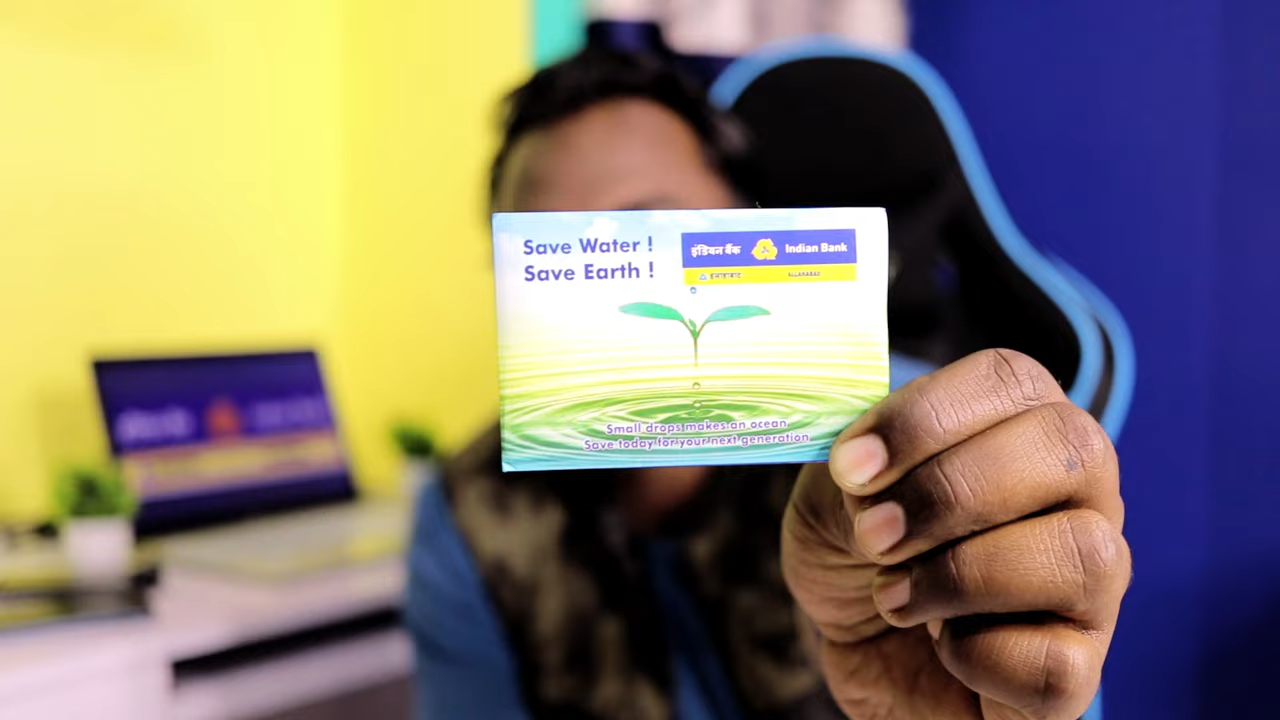 Save Water !
Save Earth !
इंडियन बैंक Indian Bank
इलाहाबाद ALLAHABAD
Small drops makes an ocean
Save today for your next generation